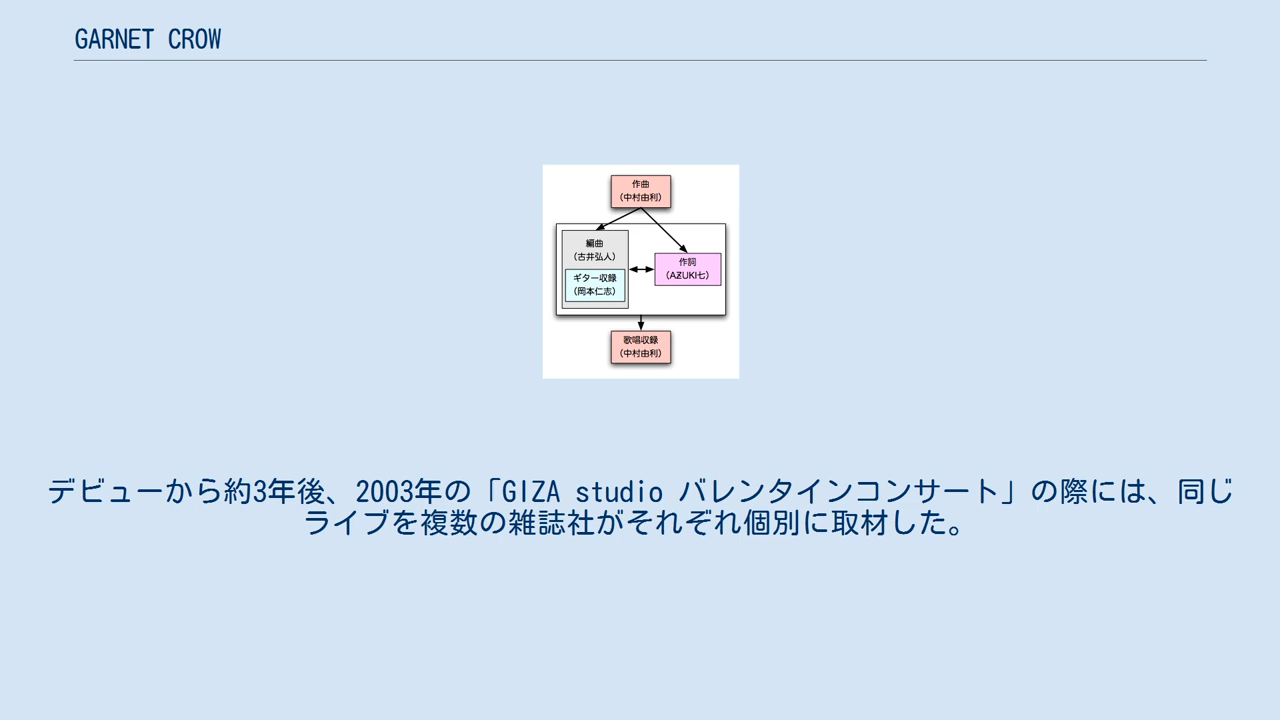 GARNET CROW
作曲
（中村由利）
編曲
（古井弘人）
作詞
（AZUKI七）
ギター収録
（岡本仁志）
歌唱収録
（中村由利）
デビューから約3年後、2003年の「GIZA studio バレンタインコンサート」の際には、同じ
ライブを複数の雑誌社がそれぞれ個別に取材した。